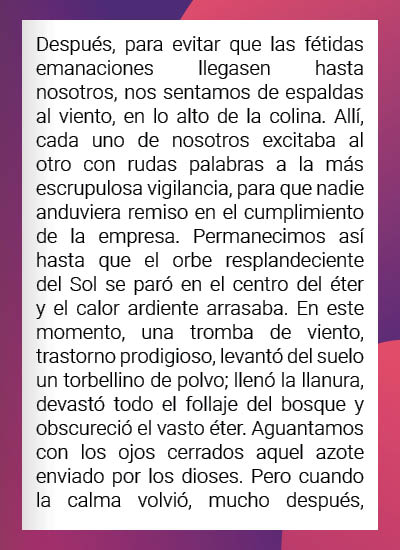 Después, para evitar que las fétidas
emanaciones llegasen hasta
nosotros, nos sentamos de espaldas
al viento, en lo alto de la colina. Allí,
cada uno de nosotros excitaba al
otro con rudas palabras a la más
escrupulosa vigilancia, para que nadie
anduviera remiso en el cumplimiento
de la empresa. Permanecimos así
hasta que el orbe resplandeciente
del Sol se paró en el centro del éter
y el calor ardiente arrasaba. En este
momento, una tromba de viento,
trastorno prodigioso, levantó del suelo
un torbellino de polvo; llenó la llanura,
devastó todo el follaje del bosque y
obscureció el vasto éter. Aguantamos
con los ojos cerrados aquel azote
enviado por los dioses. Pero cuando
la calma volvió, mucho después,